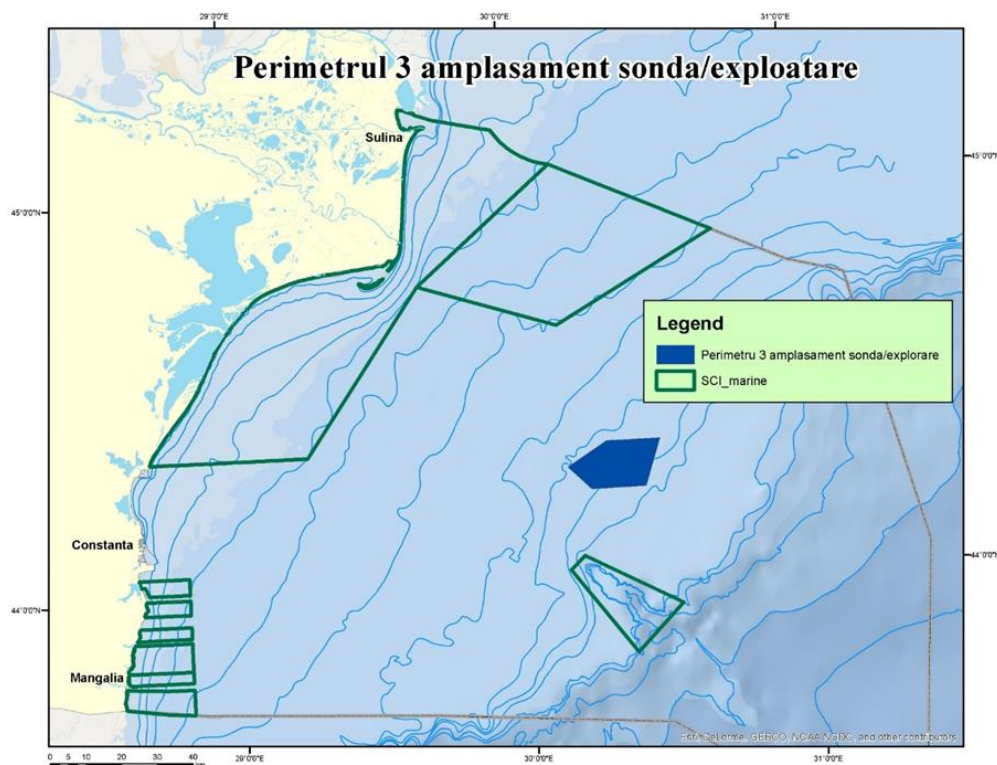 29°0'0"E 30°0'0"E 31°0'0"E
Perimetrul 3 amplasament sonda/exploatare
Sulina
45°0'0"N
45°0'0"N
Legend
Perimetru 3 amplasament sonda/explorare
SCI_marine
Constanta
44°0'0"N
44°0'0"N
Mangalia
Esri, DeLorme, GEBCO, NOAA NGDC, and other contributors
29°0'0"E 30°0'0"E 31°0'0"E
0 5 10 20 30 40